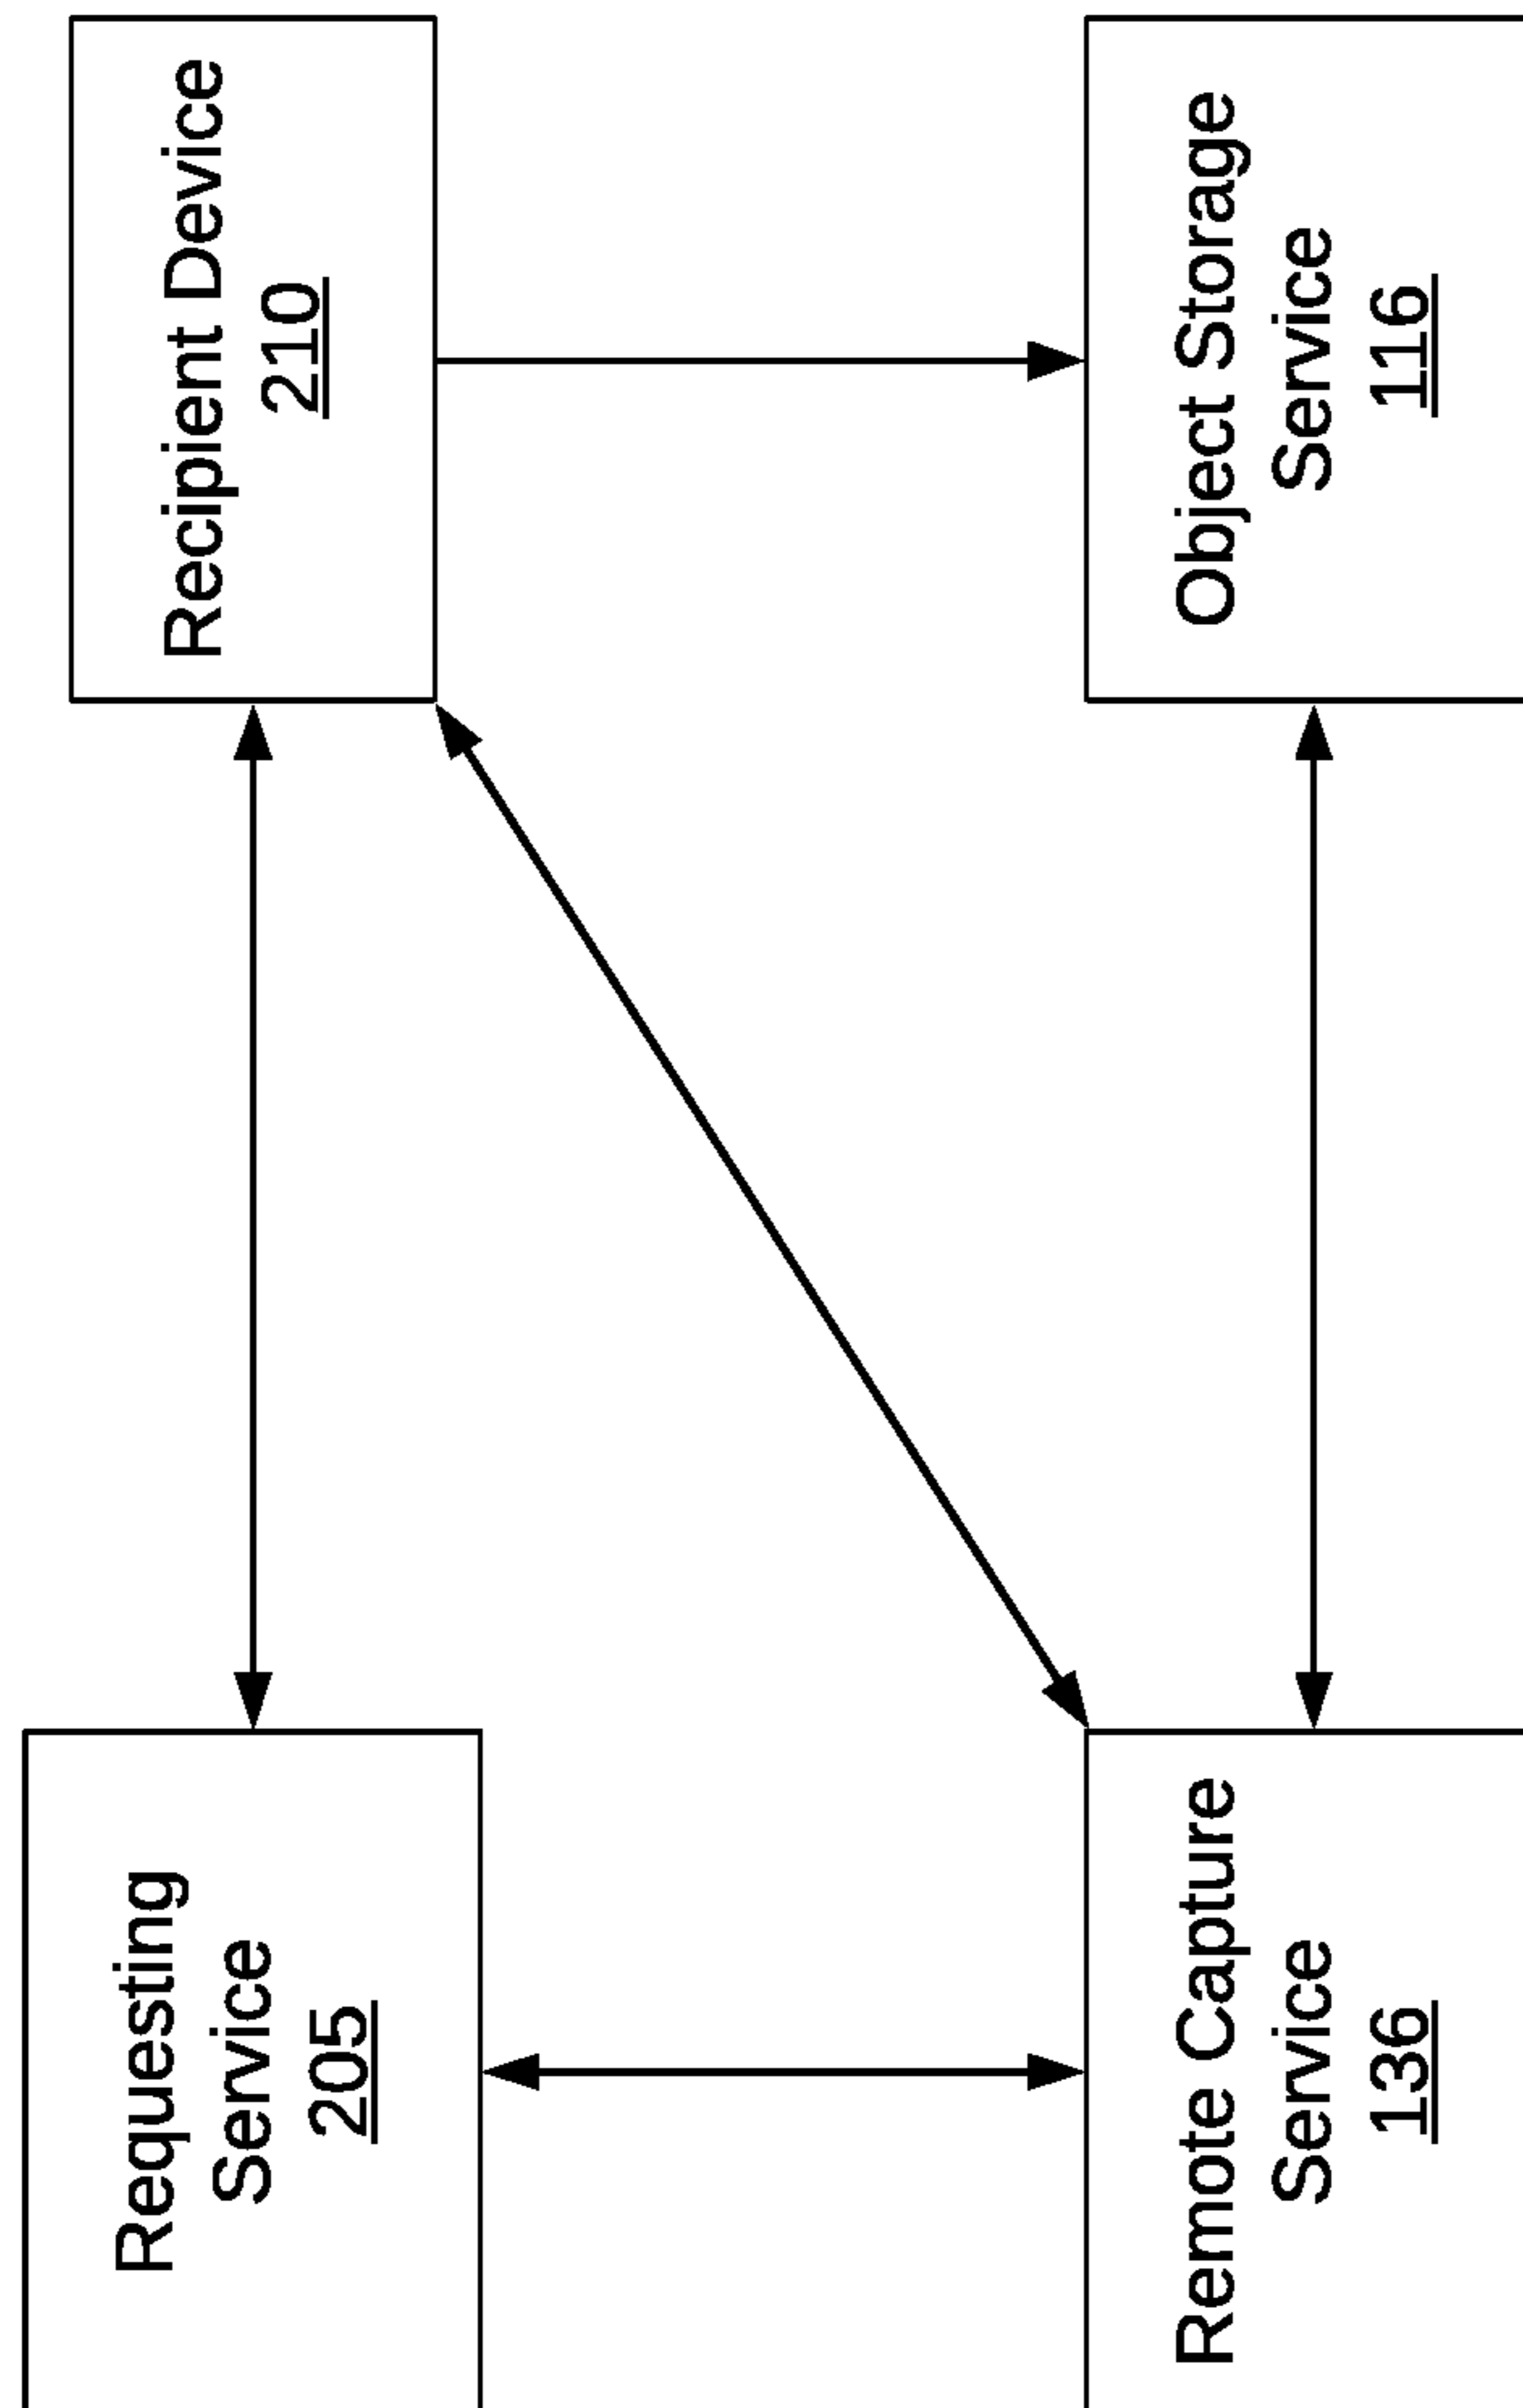 Requesting
Service
205
Recipient Device
210
Remote Capture
Service
136
Object Storage
Service
116